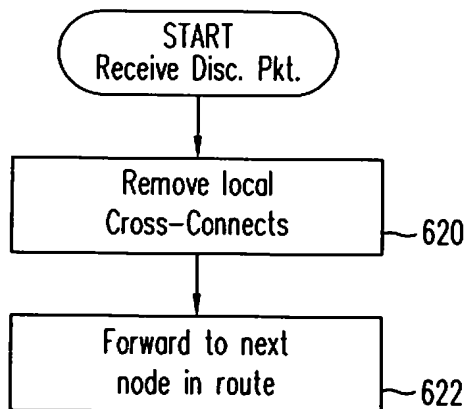 START
Receive Disc. Pkt.
Remove local
Cross-Connects
620
Forward to next
node in route
622